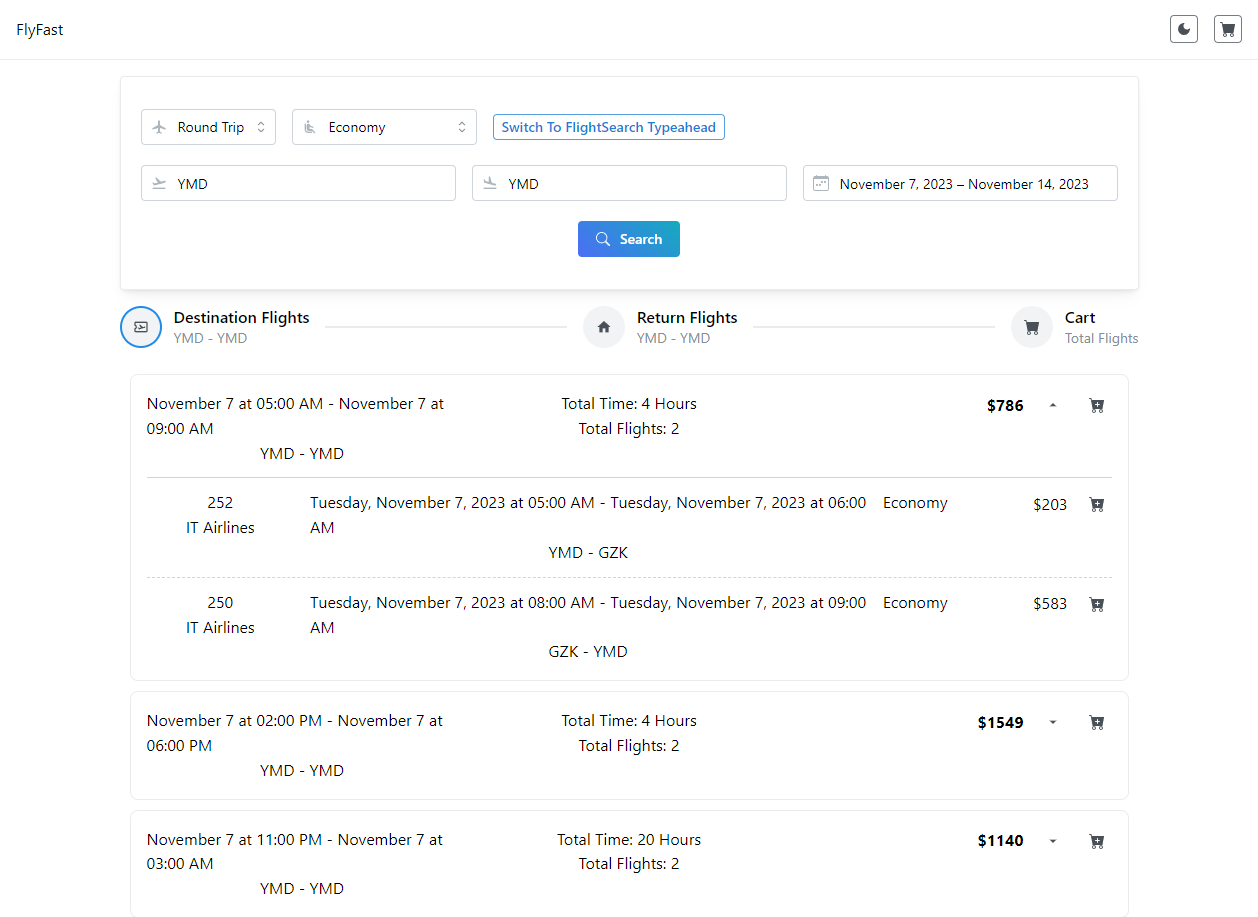 FlyFast
Round Trip
Economy
Switch To FlightSearch Typeahead
YMD
YMD
November 7, 2023 – November 14, 2023
Search
Destination Flights
YMD - YMD
Return Flights
YMD - YMD
Cart
Total Flights
November 7 at 05:00 AM - November 7 at
09:00 AM
YMD - YMD
Total Time: 4 Hours
Total Flights: 2
$786
252
IT Airlines
Tuesday, November 7, 2023 at 05:00 AM - Tuesday, November 7, 2023 at 06:00
AM
YMD - GZK
Economy
$203
250
IT Airlines
Tuesday, November 7, 2023 at 08:00 AM - Tuesday, November 7, 2023 at 09:00
AM
GZK - YMD
Economy
$583
November 7 at 02:00 PM - November 7 at
06:00 PM
YMD - YMD
Total Time: 4 Hours
Total Flights: 2
$1549
November 7 at 11:00 PM - November 7 at
03:00 AM
YMD - YMD
Total Time: 20 Hours
Total Flights: 2
$1140